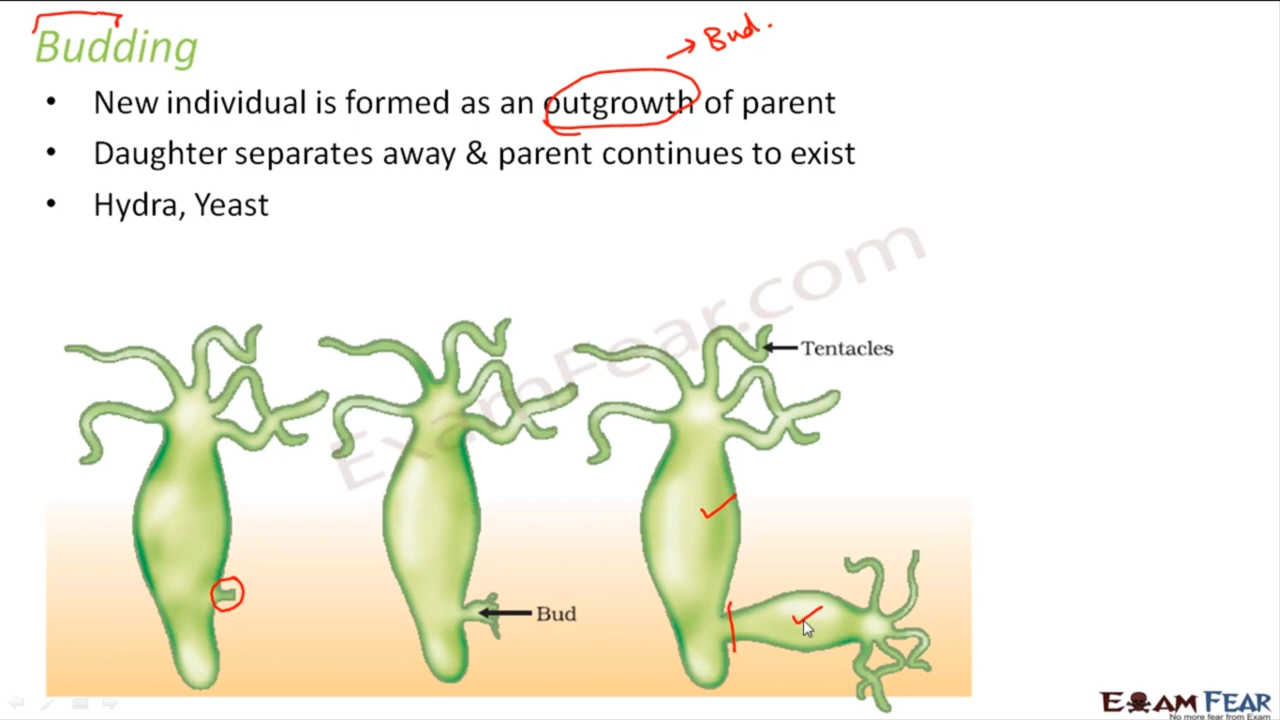 Budding
→ Bud.
• New individual is formed as an outgrowth of parent
• Daughter separates away & parent continues to exist
• Hydra, Yeast
ExamFear.com
Tentacles
Bud
EXAM FEAR
No more fear from Exam